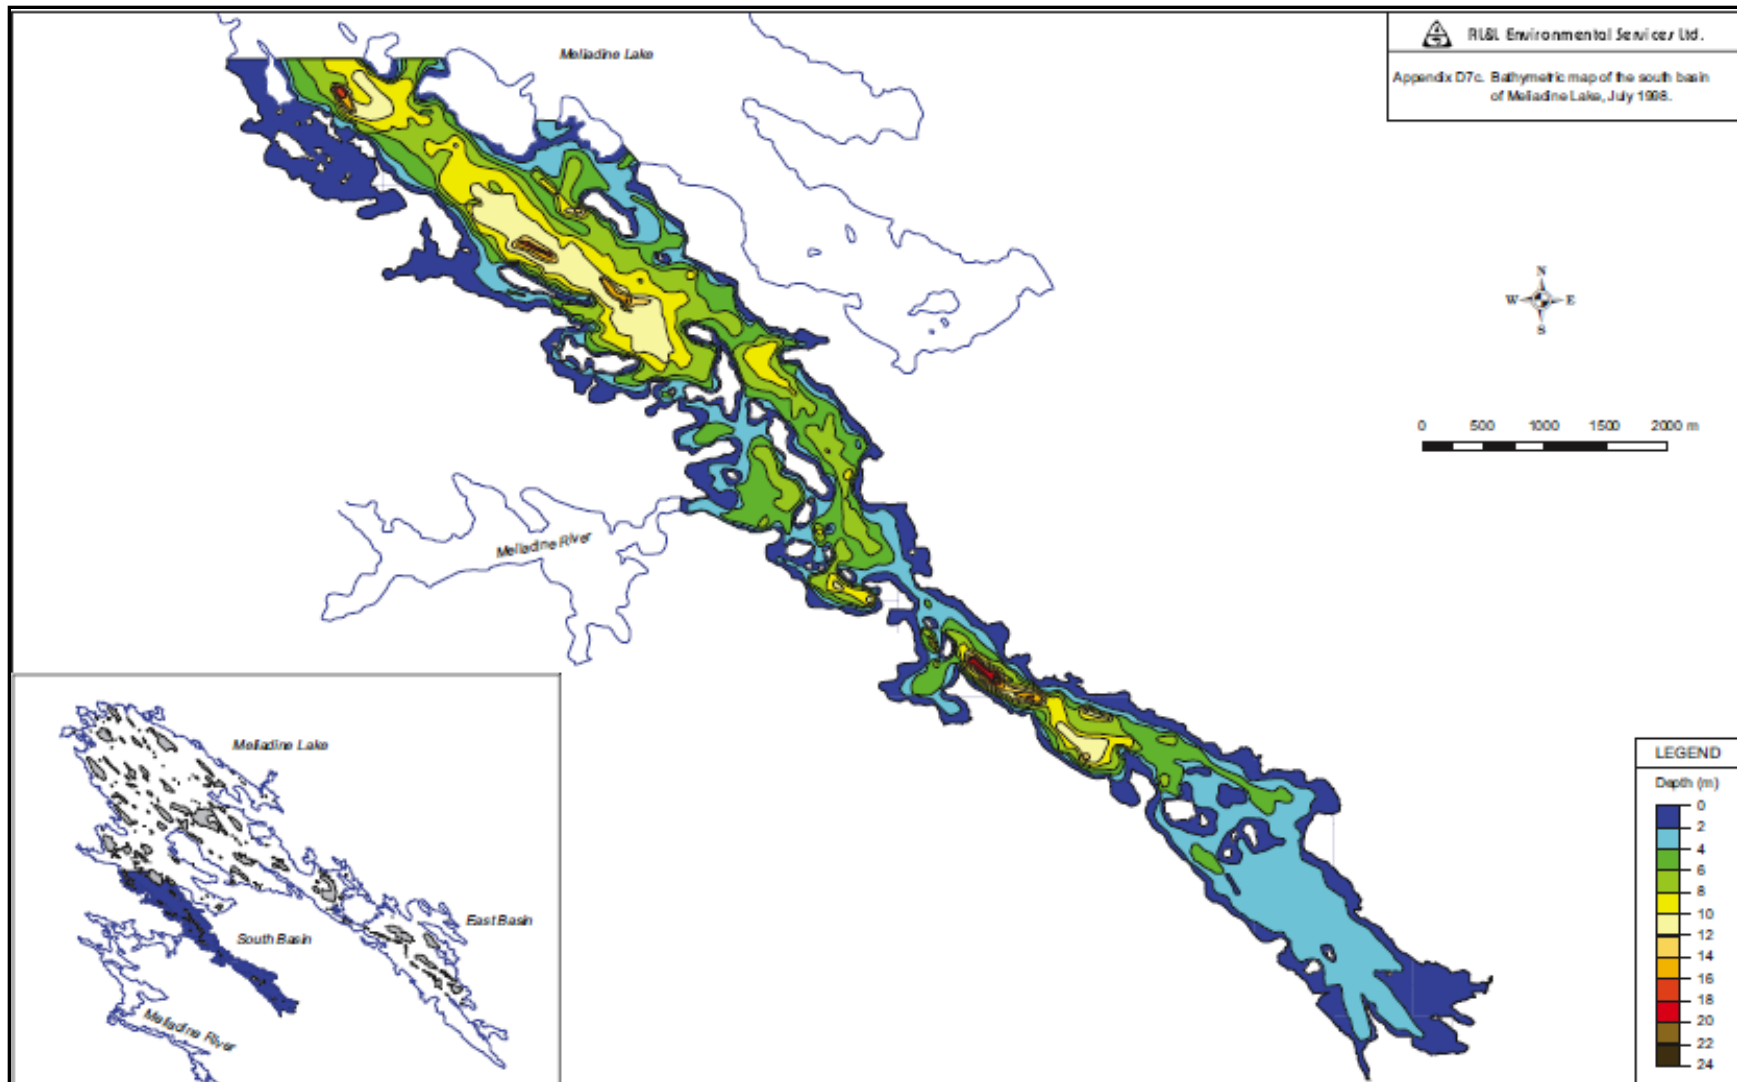 Meliadine Lake
RL&L Environmental Services Ltd.
Appendix D7c. Bathymetric map of the south basin
of Meliadine Lake, July 1998.
N
W E
S
0 500 1000 1500 2000 m
Meliadine River
Meliadine Lake
East Basin
South Basin
Meliadine River
LEGEND
Depth (m)
0
2
4
6
8
10
12
14
16
18
20
22
24